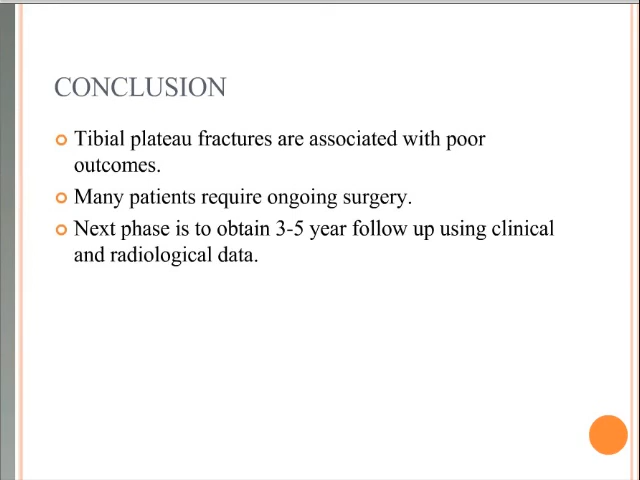 CONCLUSION
Tibial plateau fractures are associated with poor
outcomes.
Many patients require ongoing surgery.
Next phase is to obtain 3-5 year follow up using clinical
and radiological data.